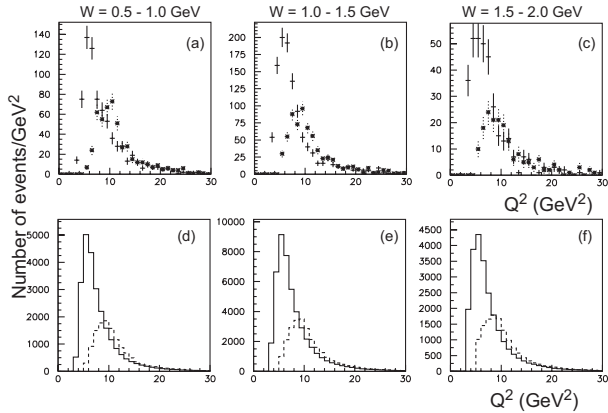 W = 0.5 - 1.0 GeV
W = 1.0 - 1.5 GeV
W = 1.5 - 2.0 GeV
Number of events/GeV²
(a)
140
120
100
80
60
40
20
0
0 10 20 30
(b)
200
175
150
125
100
75
50
25
0
0 10 20 30
(c)
50
40
30
20
10
0
0 10 20 30
Q² (GeV²)
(d)
5000
4000
3000
2000
1000
0
0 10 20 30
(e)
10000
8000
6000
4000
2000
0
0 10 20 30
(f)
4500
4000
3500
3000
2500
2000
1500
1000
500
0
0 10 20 30
Q² (GeV²)